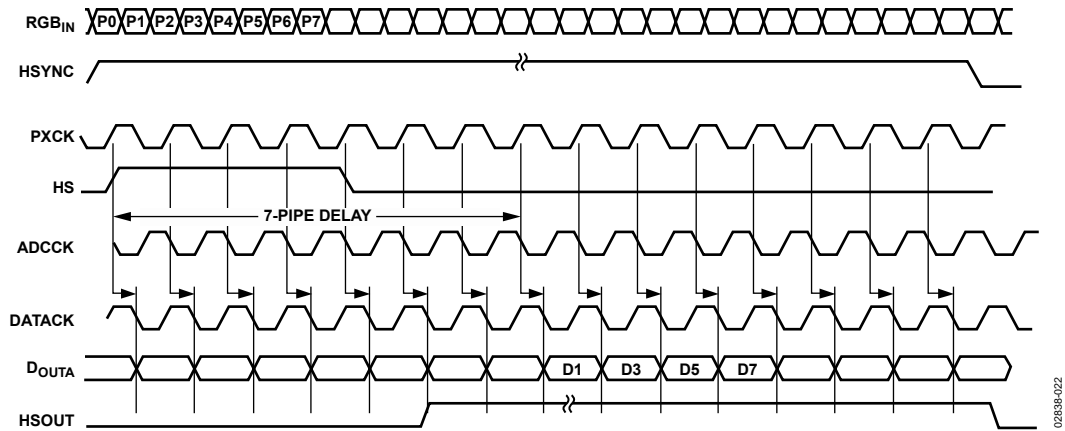 RGBIN P0 P1 P2 P3 P4 P5 P6 P7
HSYNC
PXCK
HS
7-PIPE DELAY
ADCCK
DATACK
DOUTA D1 D3 D5 D7
HSOUT
02838-022